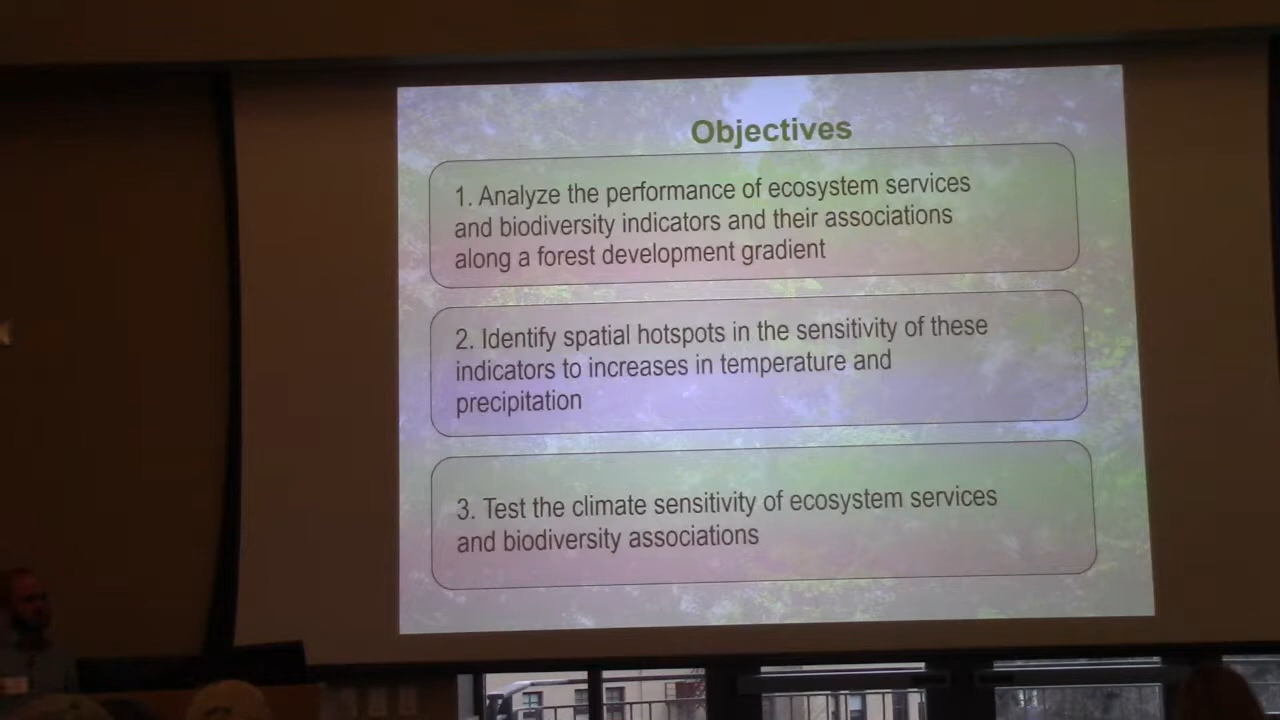 Objectives
1. Analyze the performance of ecosystem services
and biodiversity indicators and their associations
along a forest development gradient
2. Identify spatial hotspots in the sensitivity of these
indicators to increases in temperature and
precipitation
3. Test the climate sensitivity of ecosystem services
and biodiversity associations